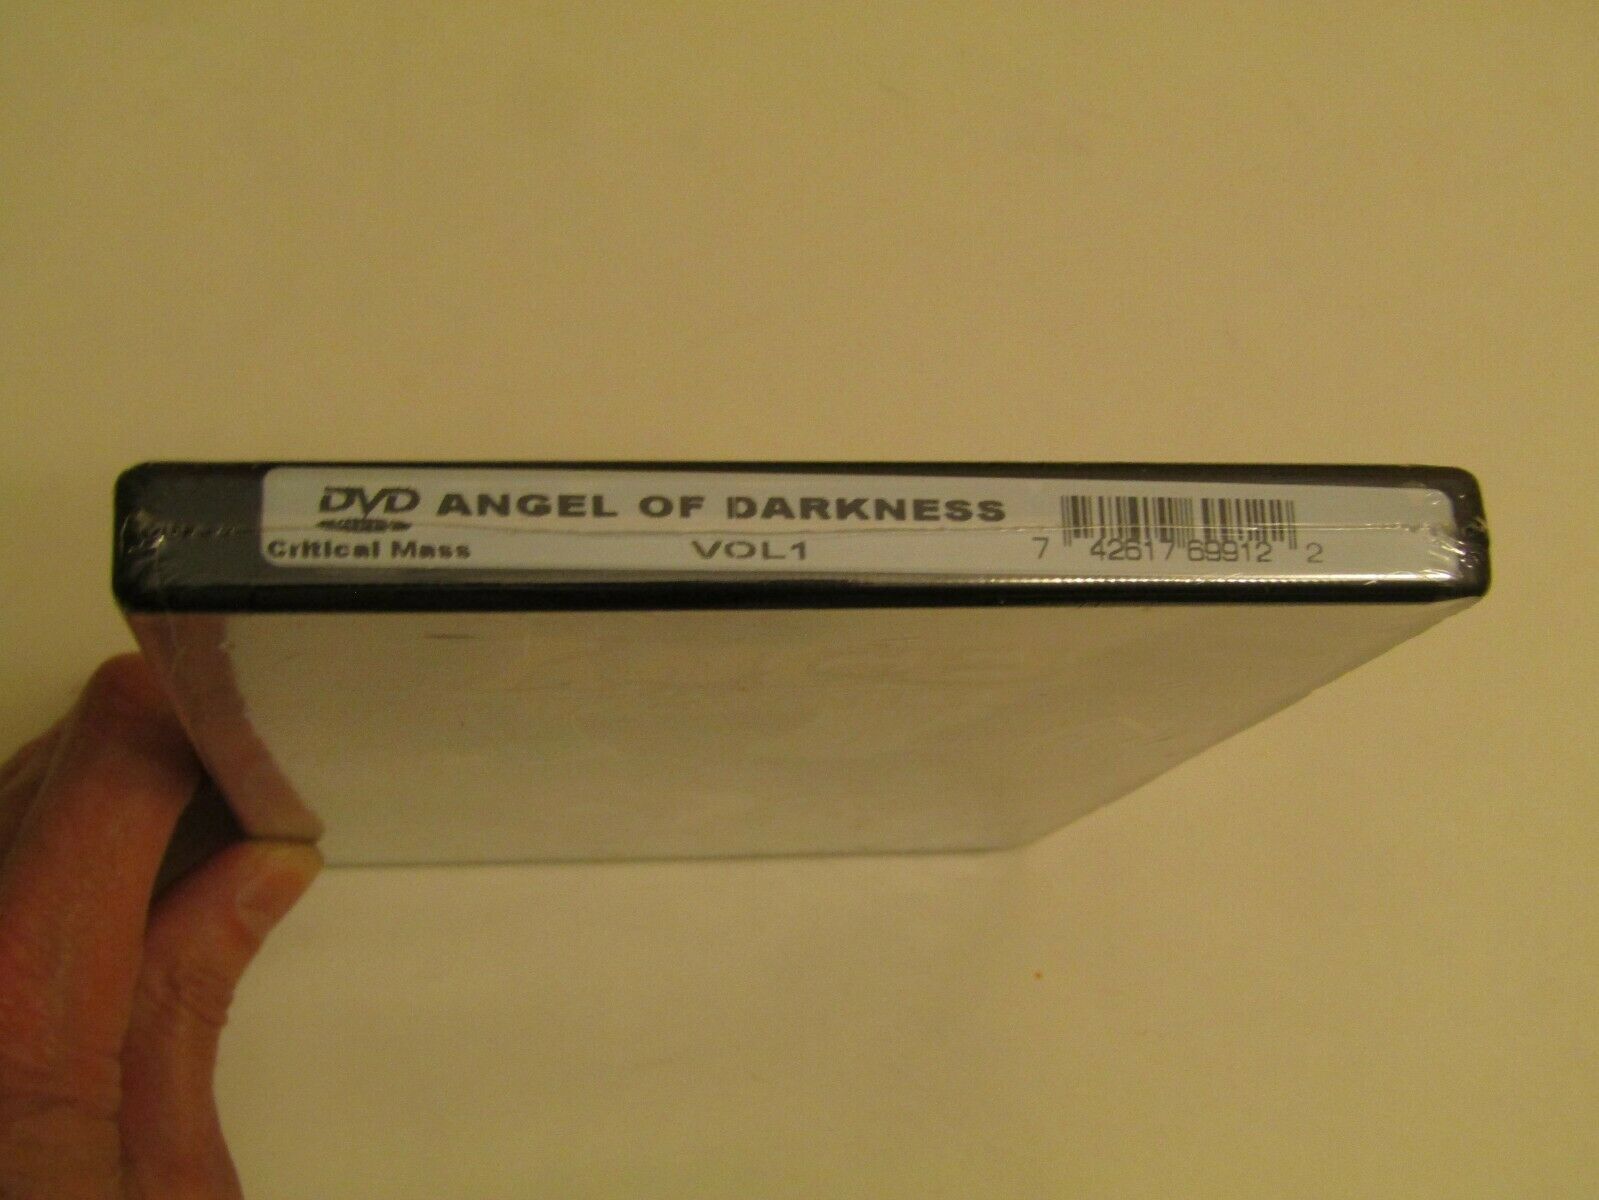 DVD ANGEL OF DARKNESS
Critical Mass VOL1
7 42617 69912 2